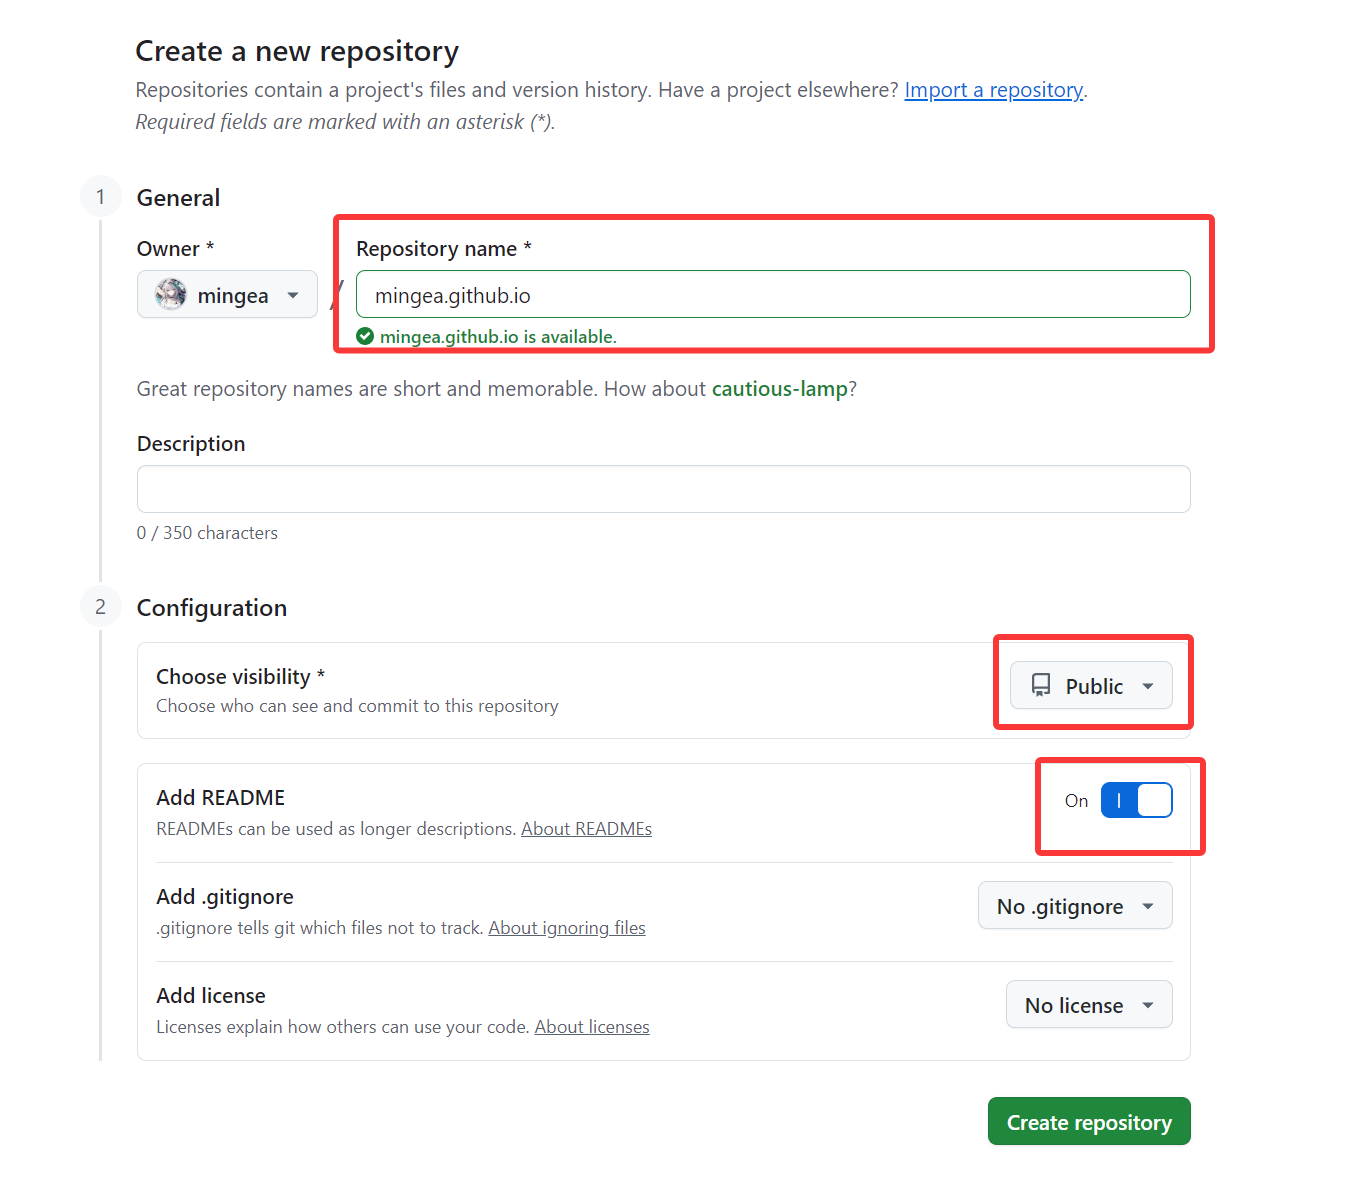 Create a new repository
Repositories contain a project's files and version history. Have a project elsewhere? Import a repository.
Required fields are marked with an asterisk (*).
1
General
Owner *
Repository name *
mingea
/
mingea.github.io
mingea.github.io is available.
Great repository names are short and memorable. How about cautious-lamp?
Description
0 / 350 characters
2
Configuration
Choose visibility *
Choose who can see and commit to this repository
Public
Add README
READMEs can be used as longer descriptions. About READMEs
On
Add .gitignore
.gitignore tells git which files not to track. About ignoring files
No .gitignore
Add license
Licenses explain how others can use your code. About licenses
No license
Create repository